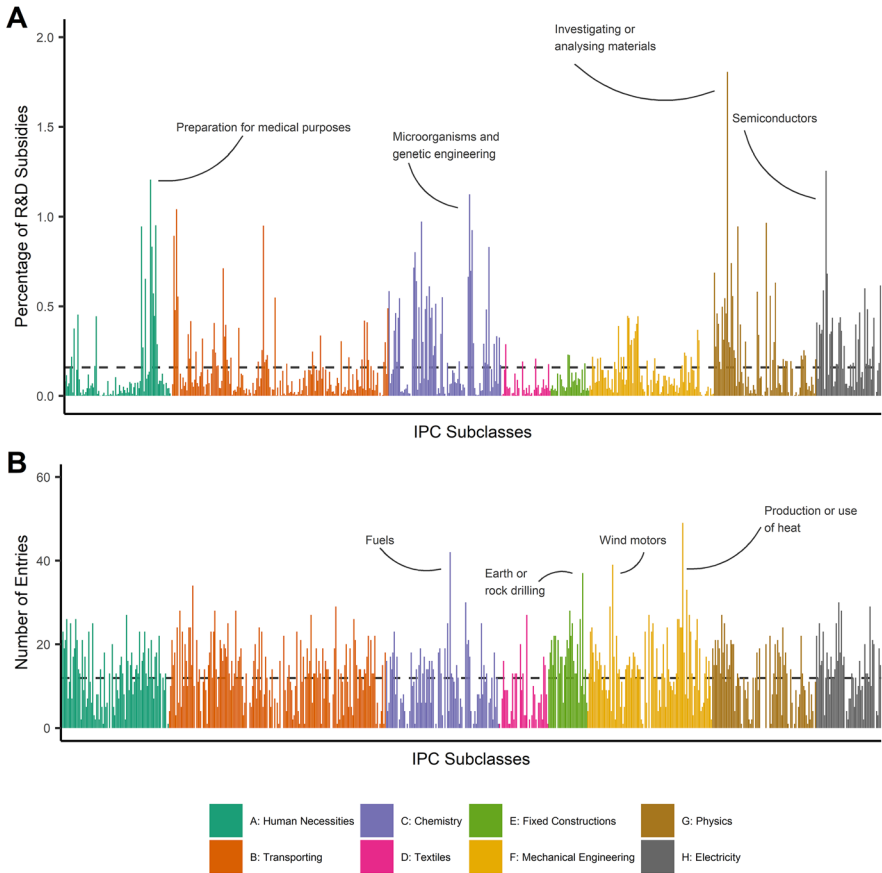 A
2.0
1.5
1.0
0.5
0.0
Percentage of R&D Subsidies
Preparation for medical purposes
Microorganisms and
genetic engineering
Investigating or
analysing materials
Semiconductors
IPC Subclasses
B
60
40
20
0
Number of Entries
Fuels
Earth or
rock drilling
Wind motors
Production or use
of heat
IPC Subclasses
A: Human Necessities
C: Chemistry
E: Fixed Constructions
G: Physics
B: Transporting
D: Textiles
F: Mechanical Engineering
H: Electricity